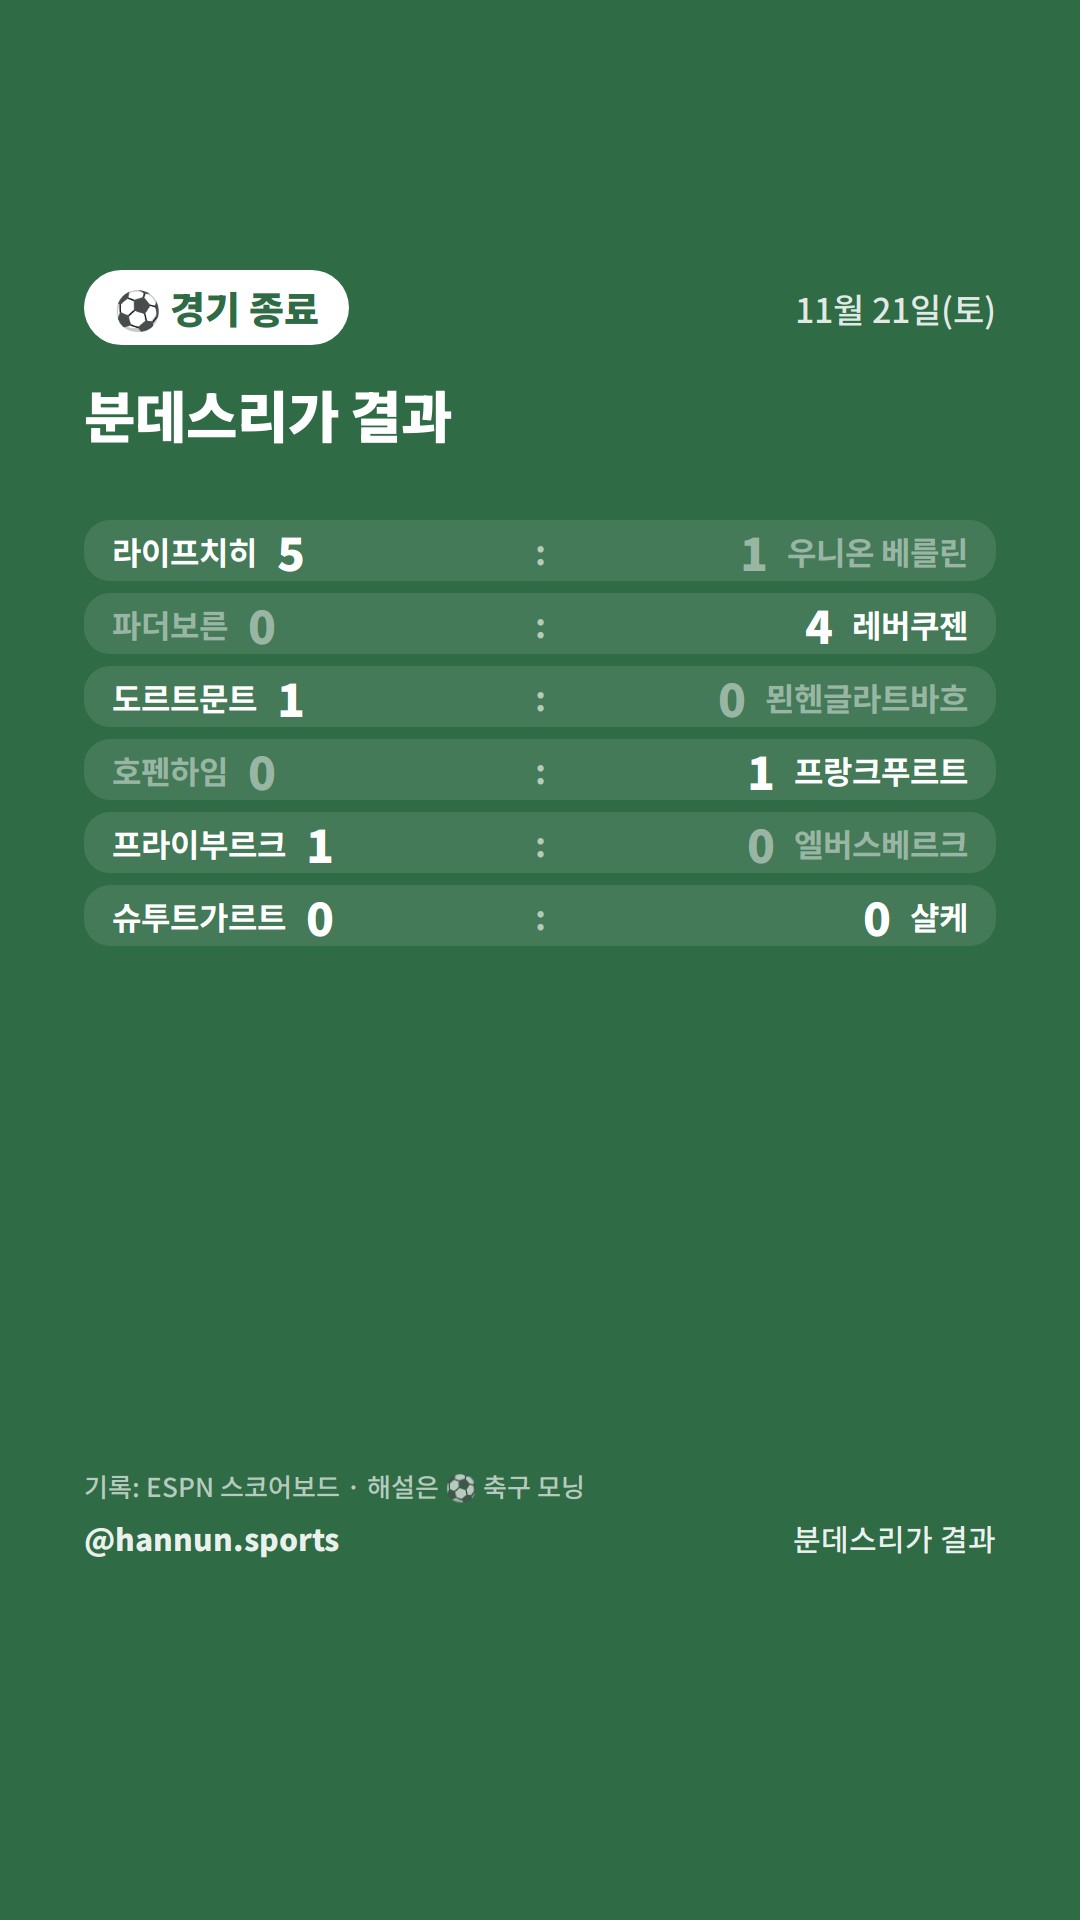 ⚽ 경기 종료
11월 21일(토)
분데스리가 결과
라이프치히 5 : 1 우니온 베를린
파더보른 0 : 4 레버쿠젠
도르트문트 1 : 0 묀헨글라트바흐
호펜하임 0 : 1 프랑크푸르트
프라이부르크 1 : 0 엘버스베르크
슈투트가르트 0 : 0 샬케
기록: ESPN 스코어보드 · 해설은 ⚽ 축구 모닝
@hannun.sports
분데스리가 결과